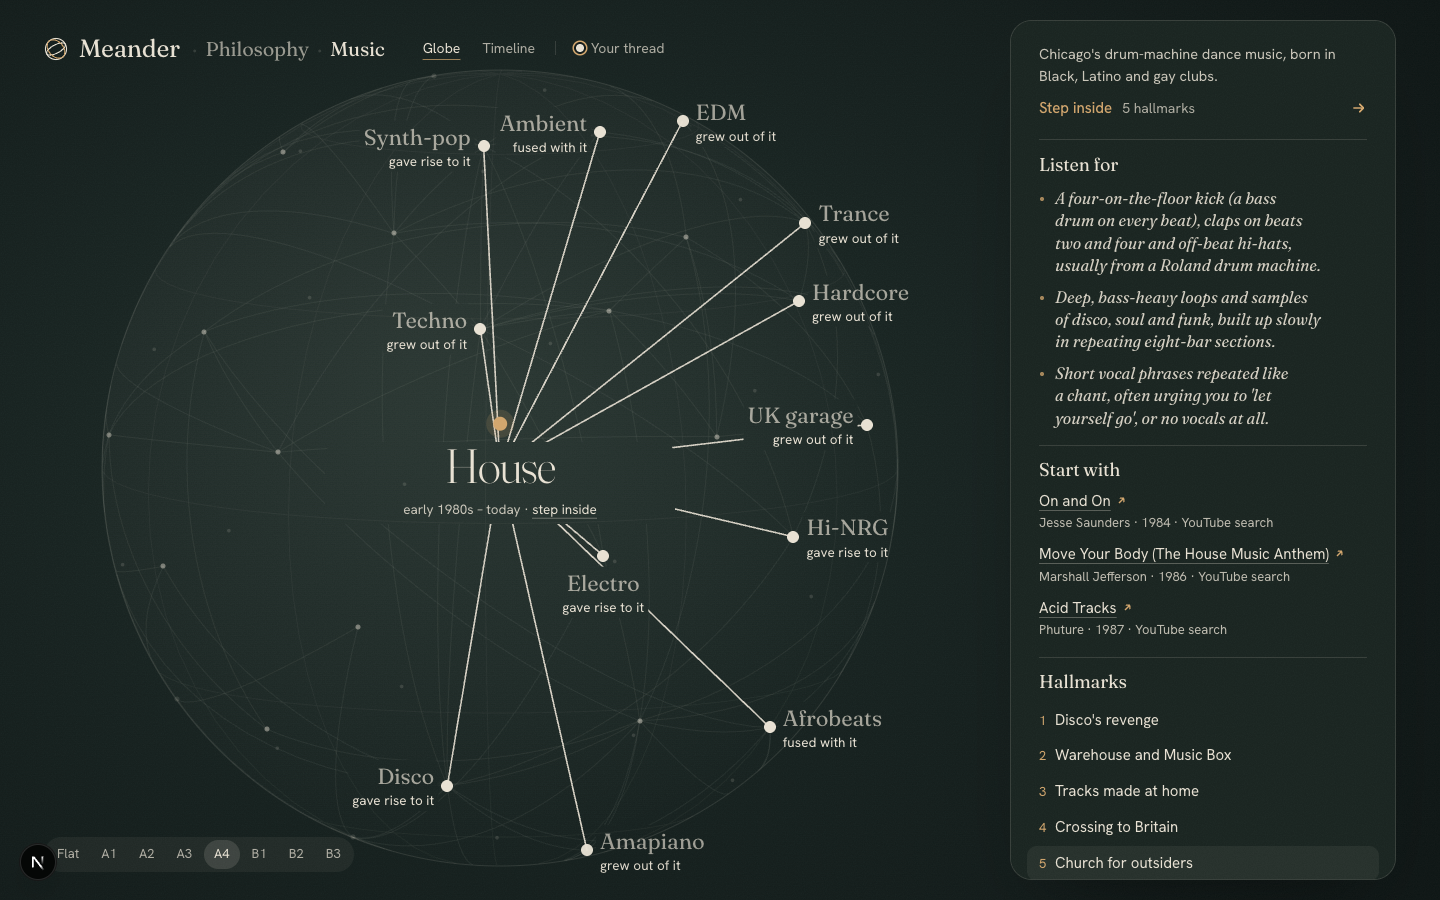 Meander · Philosophy · Music
Globe
Timeline
Your thread
Synth-pop
gave rise to it
Ambient
fused with it
EDM
grew out of it
Trance
grew out of it
Hardcore
grew out of it
Techno
grew out of it
UK garage
grew out of it
House
early 1980s – today · step inside
Hi-NRG
gave rise to it
Electro
gave rise to it
Afrobeats
fused with it
Disco
gave rise to it
Amapiano
grew out of it
N
Flat
A1
A2
A3
A4
B1
B2
B3
Chicago's drum-machine dance music, born in
Black, Latino and gay clubs.
Step inside 5 hallmarks →
Listen for
• A four-on-the-floor kick (a bass
drum on every beat), claps on beats
two and four and off-beat hi-hats,
usually from a Roland drum machine.
• Deep, bass-heavy loops and samples
of disco, soul and funk, built up slowly
in repeating eight-bar sections.
• Short vocal phrases repeated like
a chant, often urging you to 'let
yourself go', or no vocals at all.
Start with
On and On ↗
Jesse Saunders · 1984 · YouTube search
Move Your Body (The House Music Anthem) ↗
Marshall Jefferson · 1986 · YouTube search
Acid Tracks ↗
Phuture · 1987 · YouTube search
Hallmarks
1 Disco's revenge
2 Warehouse and Music Box
3 Tracks made at home
4 Crossing to Britain
5 Church for outsiders